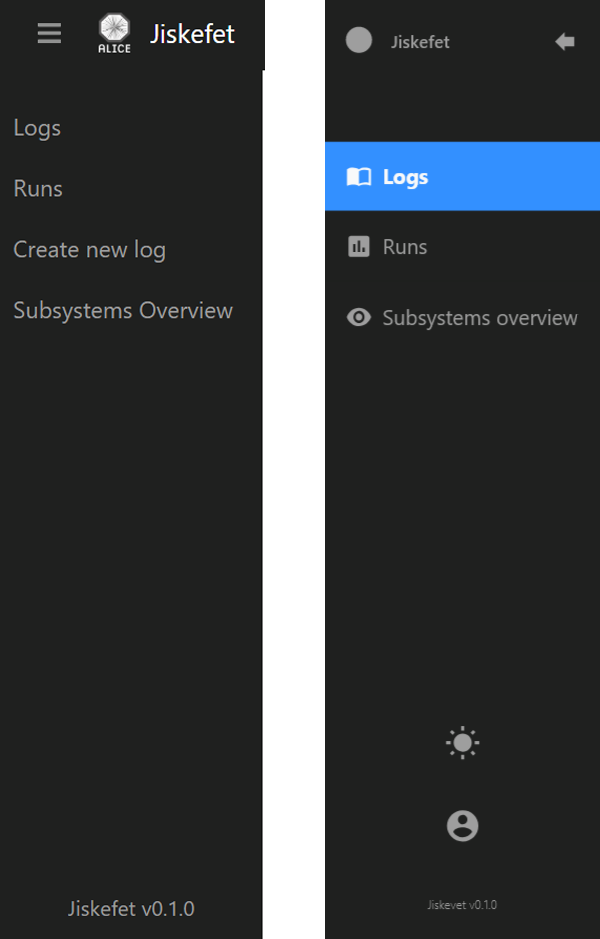 ALICE
Jiskefet
Logs
Runs
Create new log
Subsystems Overview
Jiskefet v0.1.0
Jiskefet
Logs
Runs
Subsystems overview
Jiskevet v0.1.0